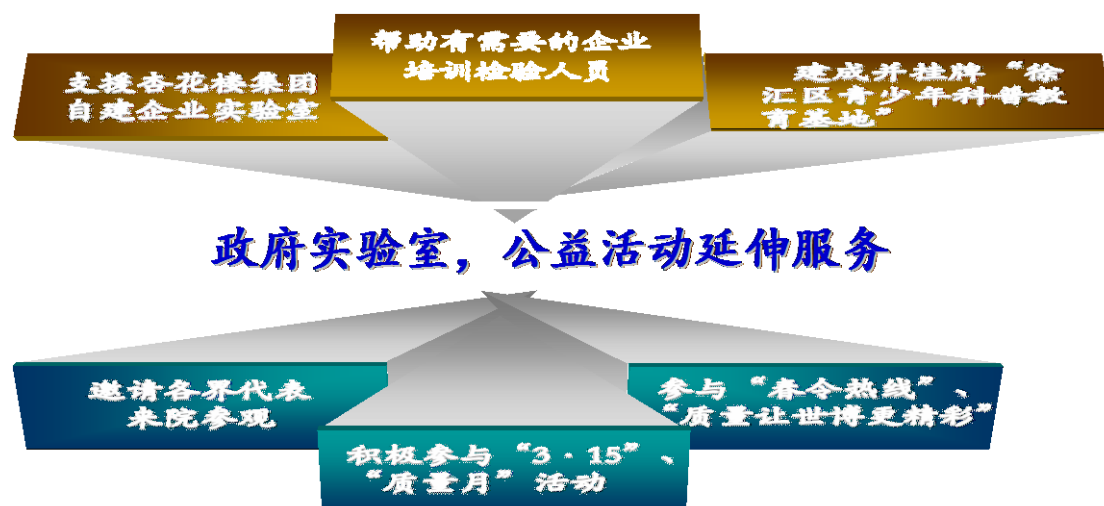 支援杏花楼集团
自建企业实验室
帮助有需要的企业
培训检验人员
建成并挂牌“徐
汇区青少年科普教
育基地”
政府实验室，公益活动延伸服务
邀请各界代表
来院参观
积极参与“3·15”、
“质量月”活动
参与“春令热线”、
“质量让世博更精彩”